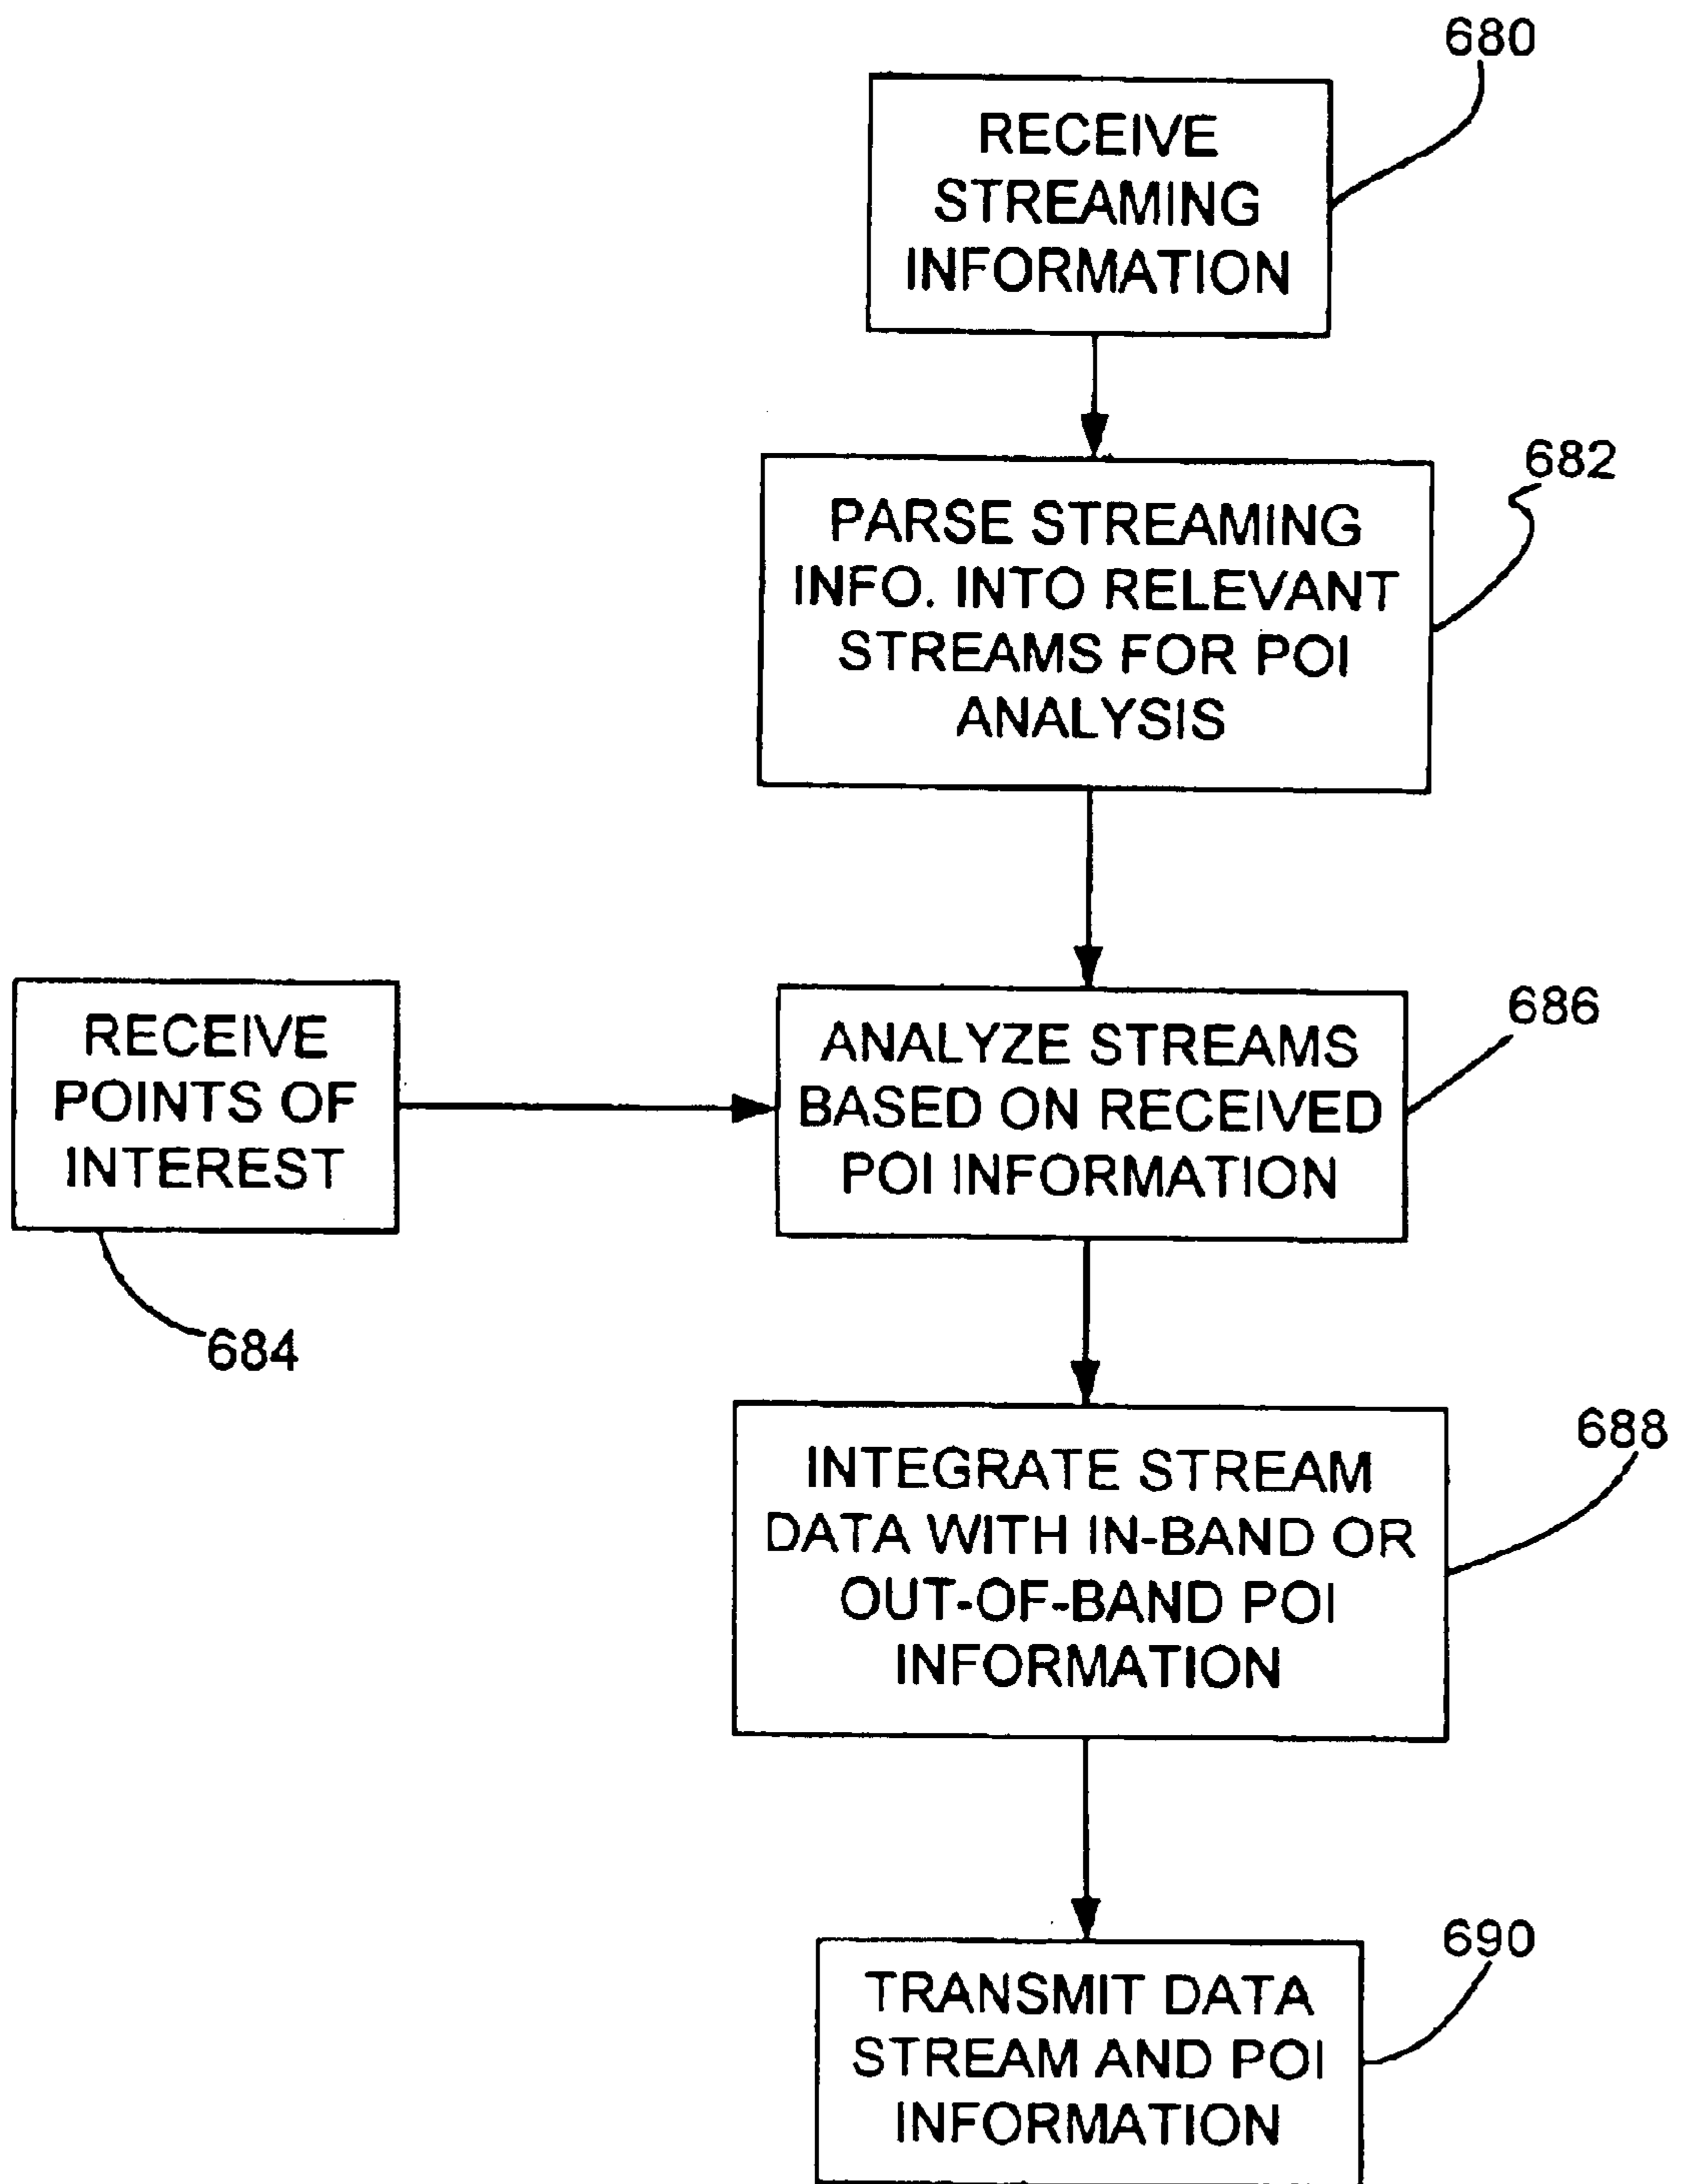 680
RECEIVE
STREAMING
INFORMATION
682
PARSE STREAMING
INFO. INTO RELEVANT
STREAMS FOR POI
ANALYSIS
RECEIVE
POINTS OF
INTEREST
684
686
ANALYZE STREAMS
BASED ON RECEIVED
POI INFORMATION
688
INTEGRATE STREAM
DATA WITH IN-BAND OR
OUT-OF-BAND POI
INFORMATION
690
TRANSMIT DATA
STREAM AND POI
INFORMATION